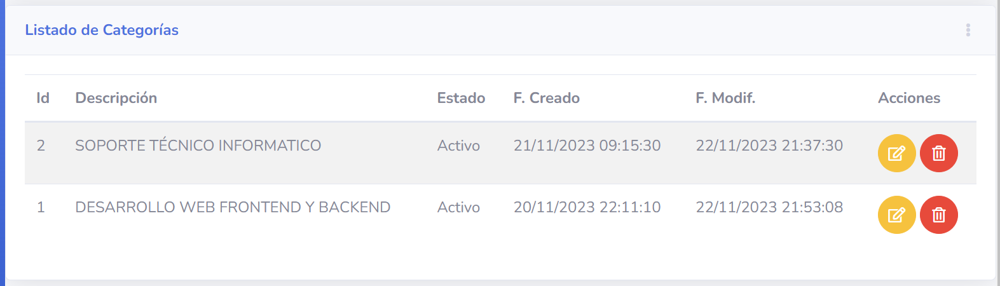 Listado de Categorías
Id Descripción Estado F. Creado F. Modif. Acciones
2 SOPORTE TÉCNICO INFORMATICO Activo 21/11/2023 09:15:30 22/11/2023 21:37:30
1 DESARROLLO WEB FRONTEND Y BACKEND Activo 20/11/2023 22:11:10 22/11/2023 21:53:08